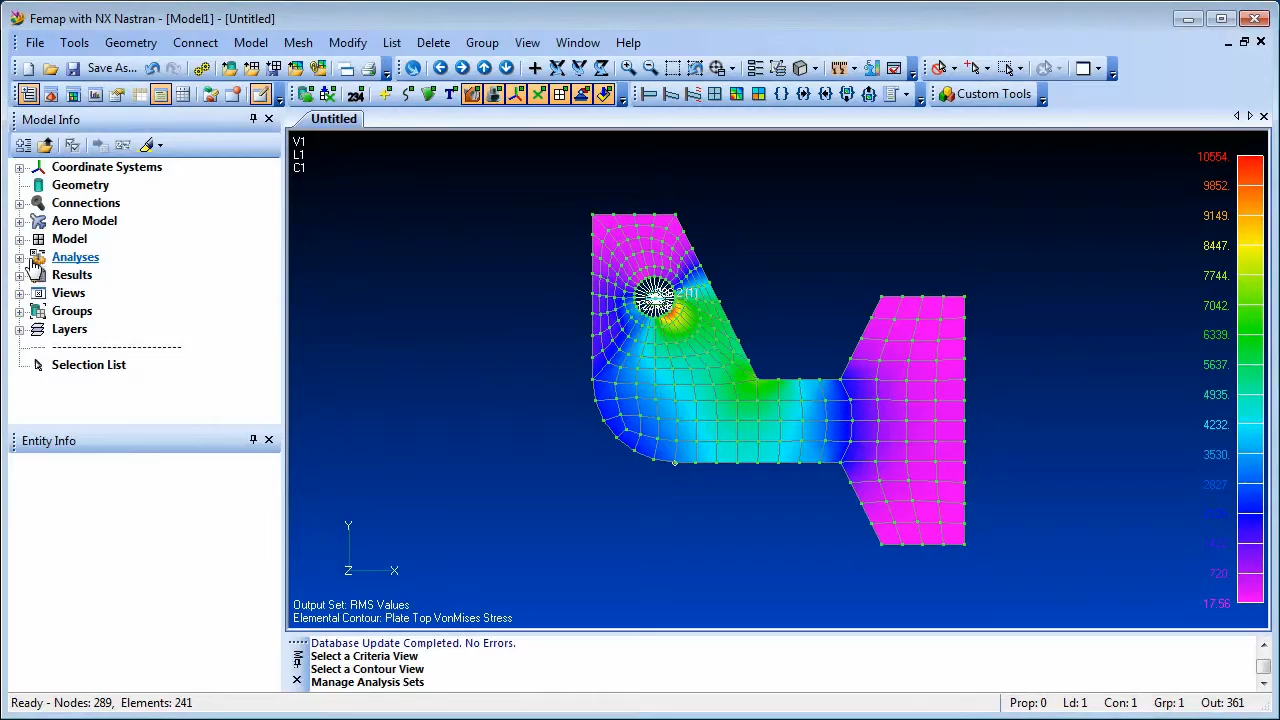 Femap with NX Nastran - [Model1] - [Untitled]
File Tools Geometry Connect Model Mesh Modify List Delete Group View Window Help
Save As...
234
Custom Tools
Model Info
Untitled
V1
L1
C1
Coordinate Systems
Geometry
Connections
Aero Model
Model
Analyses
Results
Views
Groups
Layers
Selection List
Entity Info
10554.
9852.
9149.
8447.
7744.
7042.
6339.
5637.
4935.
4232.
3530.
2827.
720.
17.56
Y
Z X
Output Set: RMS Values
Elemental Contour: Plate Top VonMises Stress
Database Update Completed. No Errors.
Select a Criteria View
Select a Contour View
Manage Analysis Sets
Ready - Nodes: 289, Elements: 241
Prop: 0 Ld: 1 Con: 1 Grp: 1 Out: 361